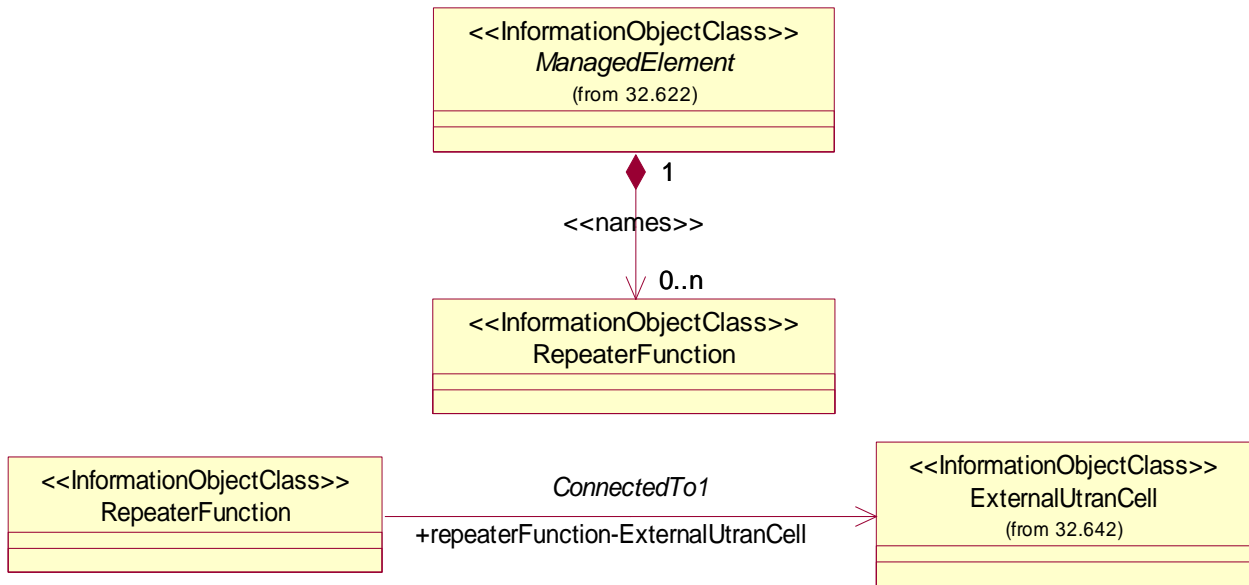 <<InformationObjectClass>>
ManagedElement
(from 32.622)
1
<<names>>
0..n
<<InformationObjectClass>>
RepeaterFunction
<<InformationObjectClass>>
RepeaterFunction
ConnectedTo1
+repeaterFunction-ExternalUtranCell
<<InformationObjectClass>>
ExternalUtranCell
(from 32.642)